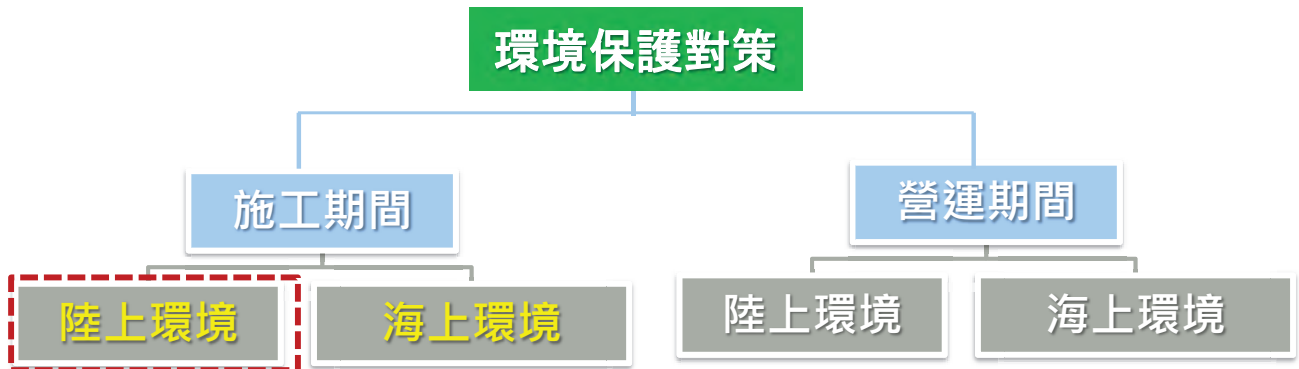 環境保護對策
施工期間
營運期間
陸上環境
海上環境
陸上環境
海上環境